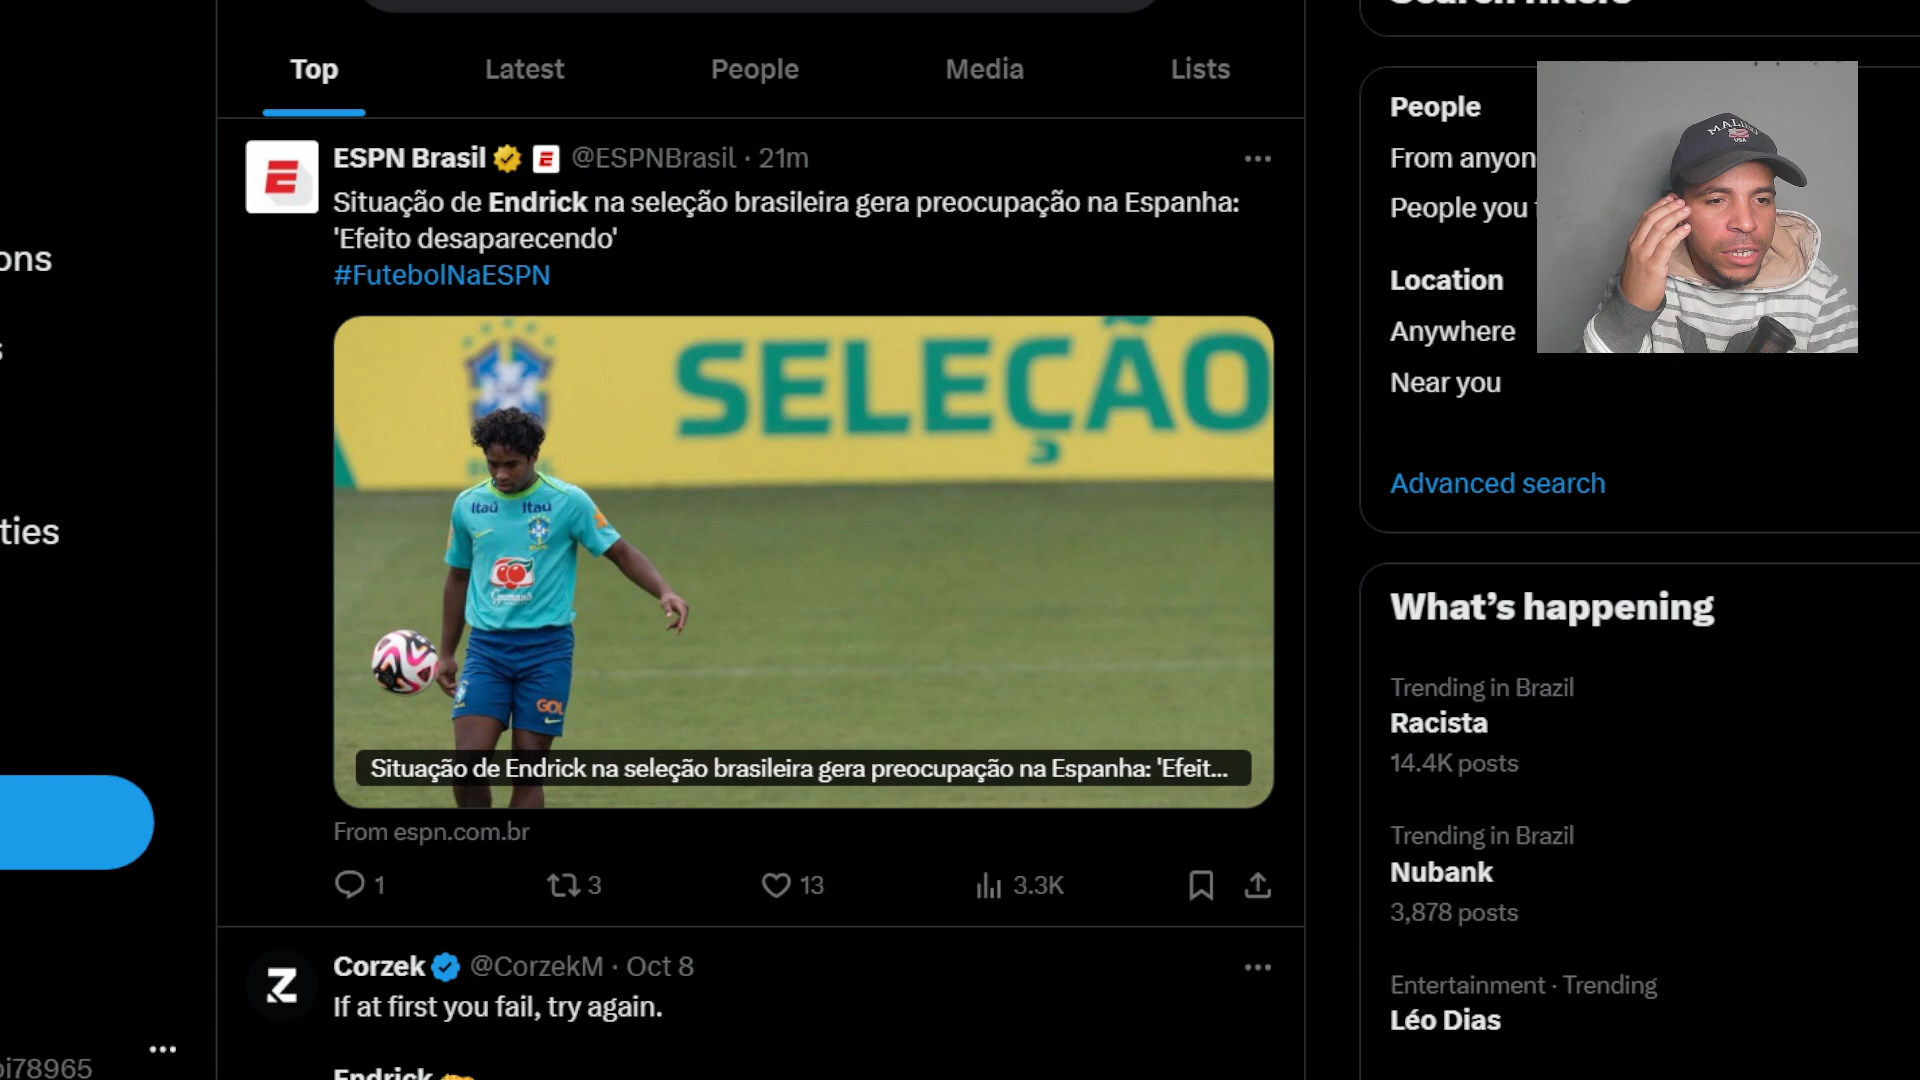 Top
Latest
People
Media
Lists
ESPN Brasil @ESPNBrasil · 21m
Situação de Endrick na seleção brasileira gera preocupação na Espanha:
'Efeito desaparecendo'
#FutebolNaESPN
SELEÇÃO
Itaú Itaú
Guaraná
GOL
Situação de Endrick na seleção brasileira gera preocupação na Espanha: 'Efeit...
From espn.com.br
1
3
13
3.3K
Corzek @CorzekM · Oct 8
If at first you fail, try again.
Endrick
ons
s
ties
oi78965
Search filters
People
From anyon
People you
Location
Anywhere
Near you
Advanced search
MALIBU
USA
What's happening
Trending in Brazil
Racista
14.4K posts
Trending in Brazil
Nubank
3,878 posts
Entertainment · Trending
Léo Dias